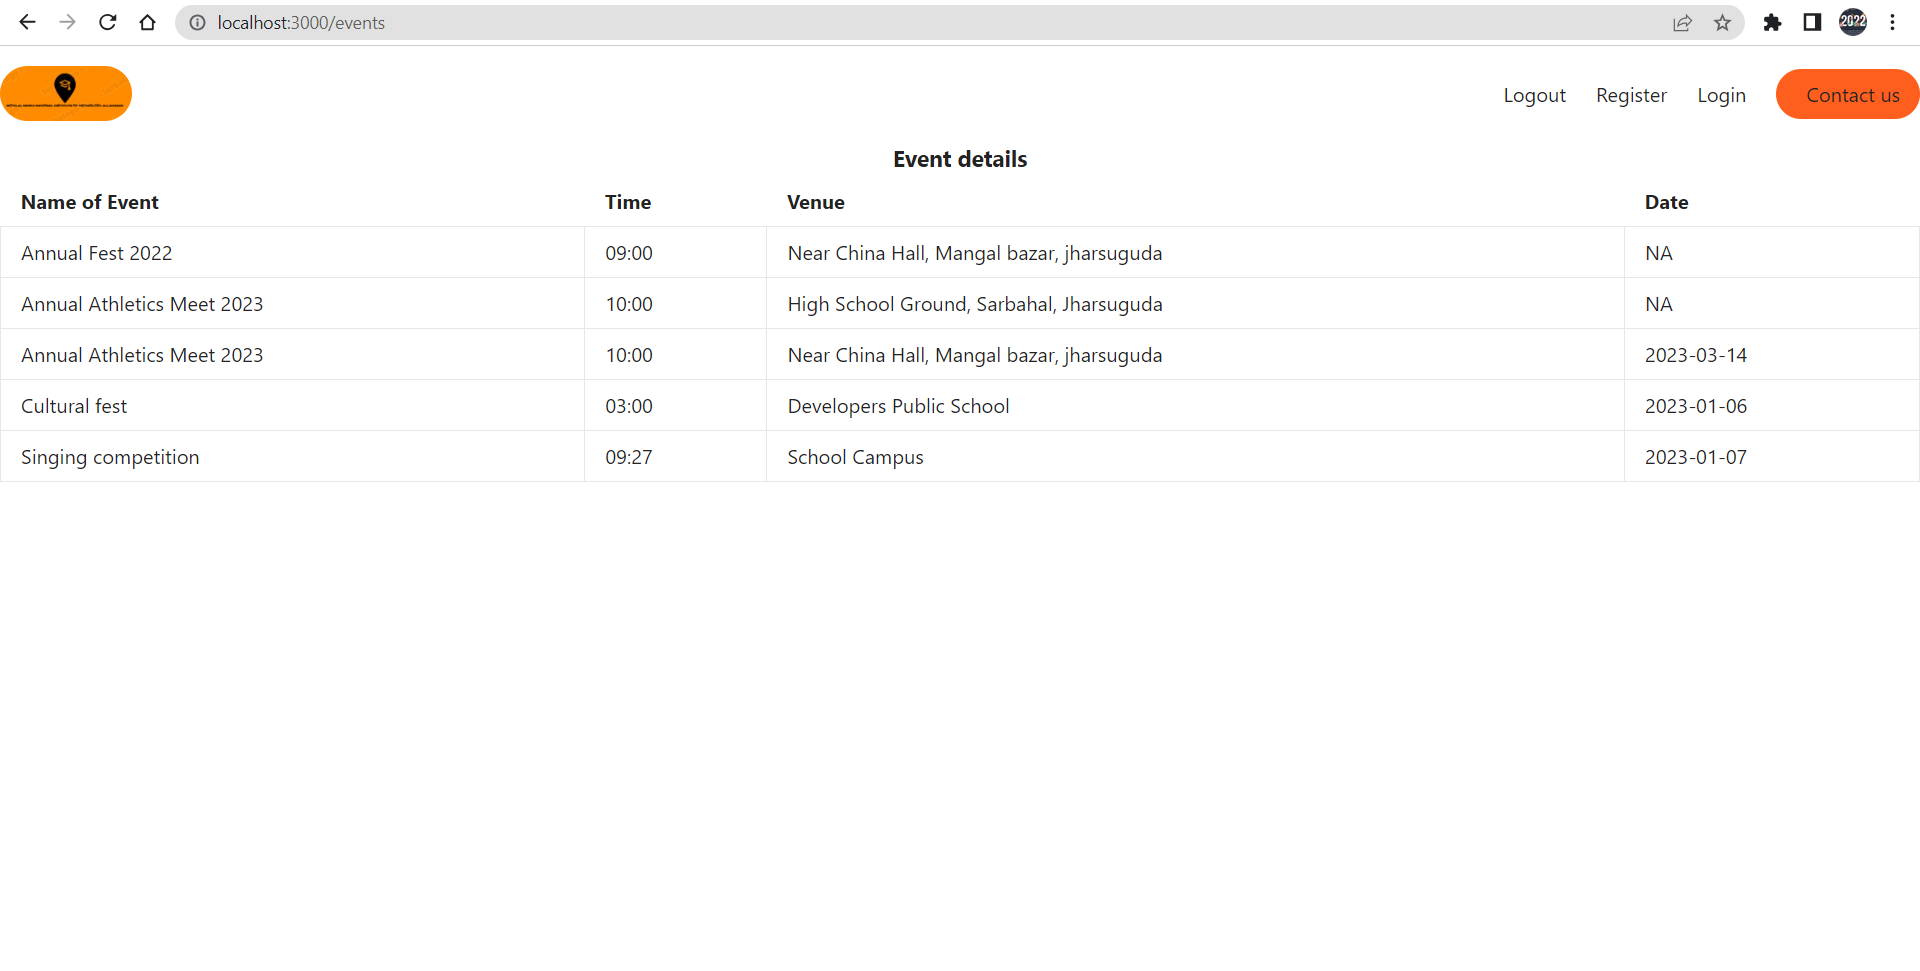 localhost:3000/events
2022
Logout Register Login Contact us
Event details
Name of Event Time Venue Date
Annual Fest 2022 09:00 Near China Hall, Mangal bazar, jharsuguda NA
Annual Athletics Meet 2023 10:00 High School Ground, Sarbahal, Jharsuguda NA
Annual Athletics Meet 2023 10:00 Near China Hall, Mangal bazar, jharsuguda 2023-03-14
Cultural fest 03:00 Developers Public School 2023-01-06
Singing competition 09:27 School Campus 2023-01-07